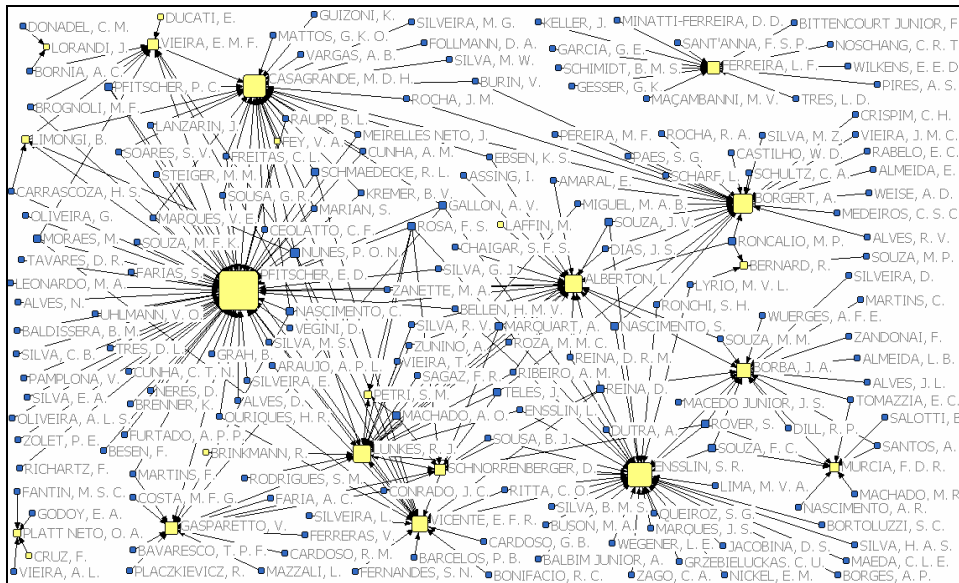 DONADEL, C. M.
DUCATI, E.
GUIZONI, K.
SILVEIRA, M. G.
KELLER, J.
MINATTI-FERREIRA, D. D.
BITTENCOURT JUNIOR, F
LORANDI, J.
VIEIRA, E. M. F.
MATTOS, G. K. O.
FOLLMANN, D. A.
GARCIA, G. E.
SANT'ANNA, F. S. P.
NOSCHANG, C. R. T
BORNIA, A. C.
VARGAS, A. B.
SILVA, M. W.
SCHMIDT, B. M. S.
FERREIRA, L. F.
WILKENS, E. E. D
PFITSCHER, P. C.
CASAGRANDE, M. D. H.
BURIN, V.
GESSER, G. K.
PIRES, A. S.
BROGNOLI, M. F.
ROCHA, J. M.
MAÇAMBANNI, M. V.
TRES, L. D.
LANZARIN, J.
RAUPP, B. L.
CRISPIM, C. H.
LIMONGI, B.
FEY, V. A.
MEIRELLES NETO, J.
PEREIRA, M. F.
ROCHA, R. A.
SILVA, M. Z.
VIEIRA, J. M. C.
SOARES, S. V.
FREITAS, C. L.
CUNHA, A. M.
EBSEN, K. S.
PAES, S. G.
CASTILHO, W. D.
RABELO, E. C.
STEIGER, M. M.
SCHMAEDECKE, R. L.
ASSING, I.
SCHARF, L.
SCHULTZ, C. A.
ALMEIDA, E.
CARRASCOZA, H. S.
SOUSA, G. R.
KREMER, B. V.
AMARAL, E.
WEISE, A. D.
OLIVEIRA, G.
MARQUES, V. E.
MARIAN, S.
GALLON, A. V.
MIGUEL, M. A. B.
BORGERT, A.
MEDEIROS, C. S. C
MORAES, M.
CEOLATTO, C. F.
ROSA, F. S.
LAFFIN, M.
SOUZA, J. V.
ALVES, R. V.
SOUZA, M. F. K.
NUNES, J. P. O. N.
CHAIGAR, S. F. S.
DIAS, J. S.
RONCALIO, M. P.
SOUZA, M. P.
TAVARES, D. R.
FARIAS, S.
PFITSCHER, E. D.
SILVA, G. J.
ALBERTON, L.
BERNARD, R.
SILVEIRA, D.
LEONARDO, M. A.
ZANETTE, M. A.
LYRIO, M. V. L.
ALVES, N.
UHLMANN, V. O.
NASCIMENTO, C.
BELLEN, H. M. V.
RONCHI, S. H.
MARTINS, C.
BALDISSERA, B. M.
VEGINI, D.
SILVA, R. V.
MARQUART, A.
NASCIMENTO, S.
WUERGES, A. F. E.
ZANDONAI, F.
SILVA, C. B.
TRES, D. L.
SILVA, M. S.
ZUNINO, A.
ROZA, M. M. C.
SOUZA, M. M.
ALMEIDA, L. B.
GRAH, B.
ARAUJO, A. P.
VIEIRA, T.
REINA, D. R. M.
BORBA, J. A.
PAMPLONA, V.
CUNHA, C. T. N.
SILVEIRA, E.
SAGAZ, F. R.
RIBEIRO, A. M.
ALVES, J. L.
SILVA, E. A.
NERES, D.
ALVES, D.
PETRI, S. M.
TELES, J.
REINA, D.
TOMAZZIA, E. C.
BRENNER, K.
ENSSLIN, L.
MACEDO JUNIOR, J. S.
OLIVEIRA, A. L. S.
OURIQUES, H. R.
MACHADO, A. O.
DILL, R. P.
SALOTTI, B
ZOLET, P. E.
FURTADO, A. P. P.
DUTRA, A.
ROVER, S.
BESEN, F.
BRINKMANN, R.
LUNKES, R. J.
SOUSA, B. J.
SOUZA, F. C.
SANTOS, A.
RICHARTZ, F.
MARTINS, E.
RODRIGUES, S. M.
SCHNORRENBERGER, D.
ENSSLIN, S. R.
MURCIA, F. D. R.
FANTIN, M. S. C.
COSTA, M. F. G.
FARIA, A. C.
CONRADO, J. C.
RITTA, C. O.
LIMA, M. V. A.
MACHADO, M. R
GODOY, E. A.
SILVEIRA, L.
SILVA, B. M. S.
QUEIROZ, S. G.
NASCIMENTO, A. R.
PLATT NETO, O. A.
GASPARETTO, V.
FERRERAS, V.
VICENTE, E. F. R.
BUSON, M. A.
MARQUES, J. S.
BORTOLUZZI, S. C.
CARDOSO, G. B.
WEGENER, L. E.
JACOBINA, D. S.
SILVA, H. A. S.
CRUZ, F.
BAVARESCO, T. P. F.
CARDOSO, R. M.
BARCELOS, P. B.
BALBIM JUNIOR, A.
GRZEBIELUCKAS, C. U.
MAEDA, C. L. E.
VIEIRA, A. L.
PLACZKIEVICZ, R.
MAZZALI, L.
FERNANDES, S. N.
BONIFACIO, R. C.
ZAGO, C. A.
NICKEL, E. M.
BORGES, A. P.